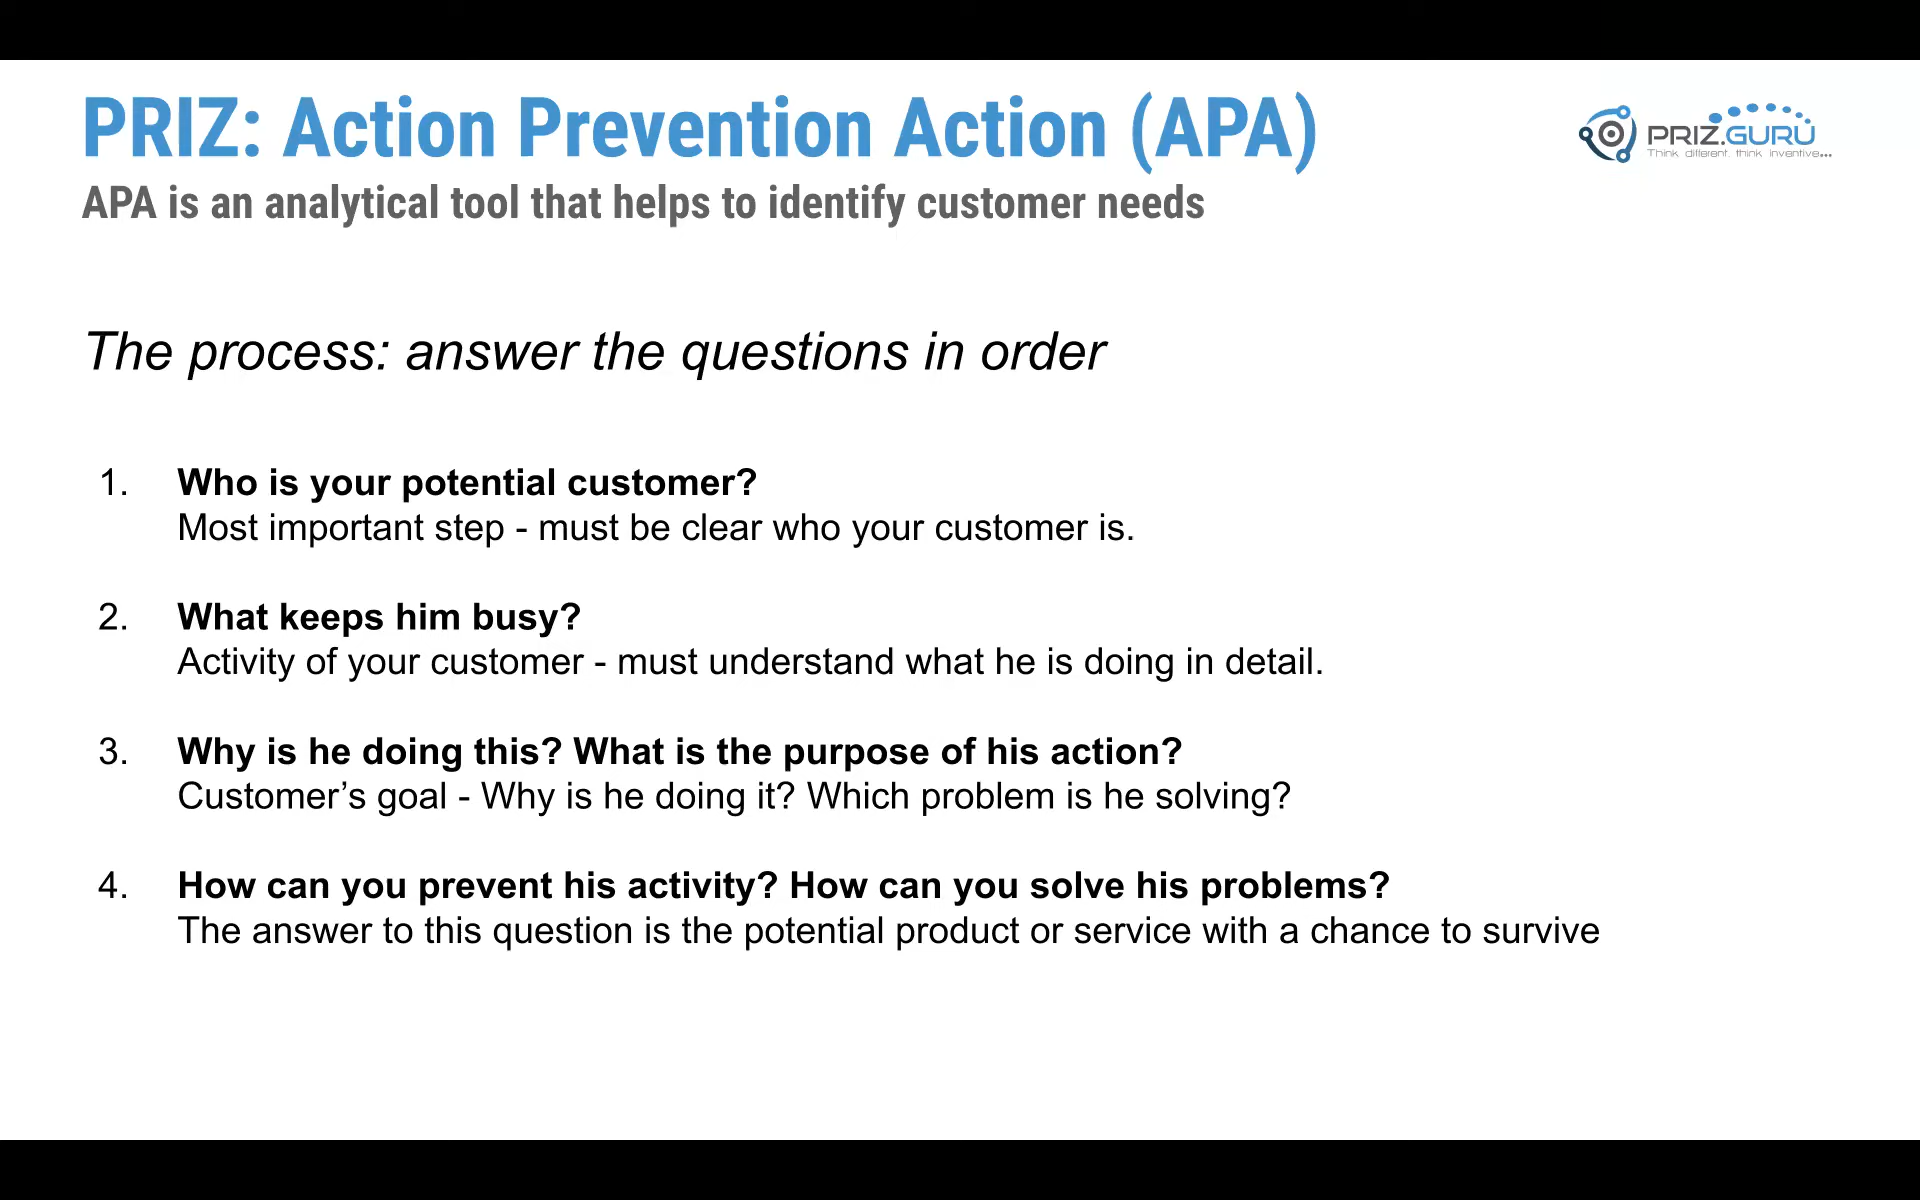 PRIZ: Action Prevention Action (APA)
PRIZ.GURU
Think different, think inventive...
APA is an analytical tool that helps to identify customer needs
The process: answer the questions in order
1. Who is your potential customer?
Most important step - must be clear who your customer is.
2. What keeps him busy?
Activity of your customer - must understand what he is doing in detail.
3. Why is he doing this? What is the purpose of his action?
Customer’s goal - Why is he doing it? Which problem is he solving?
4. How can you prevent his activity? How can you solve his problems?
The answer to this question is the potential product or service with a chance to survive